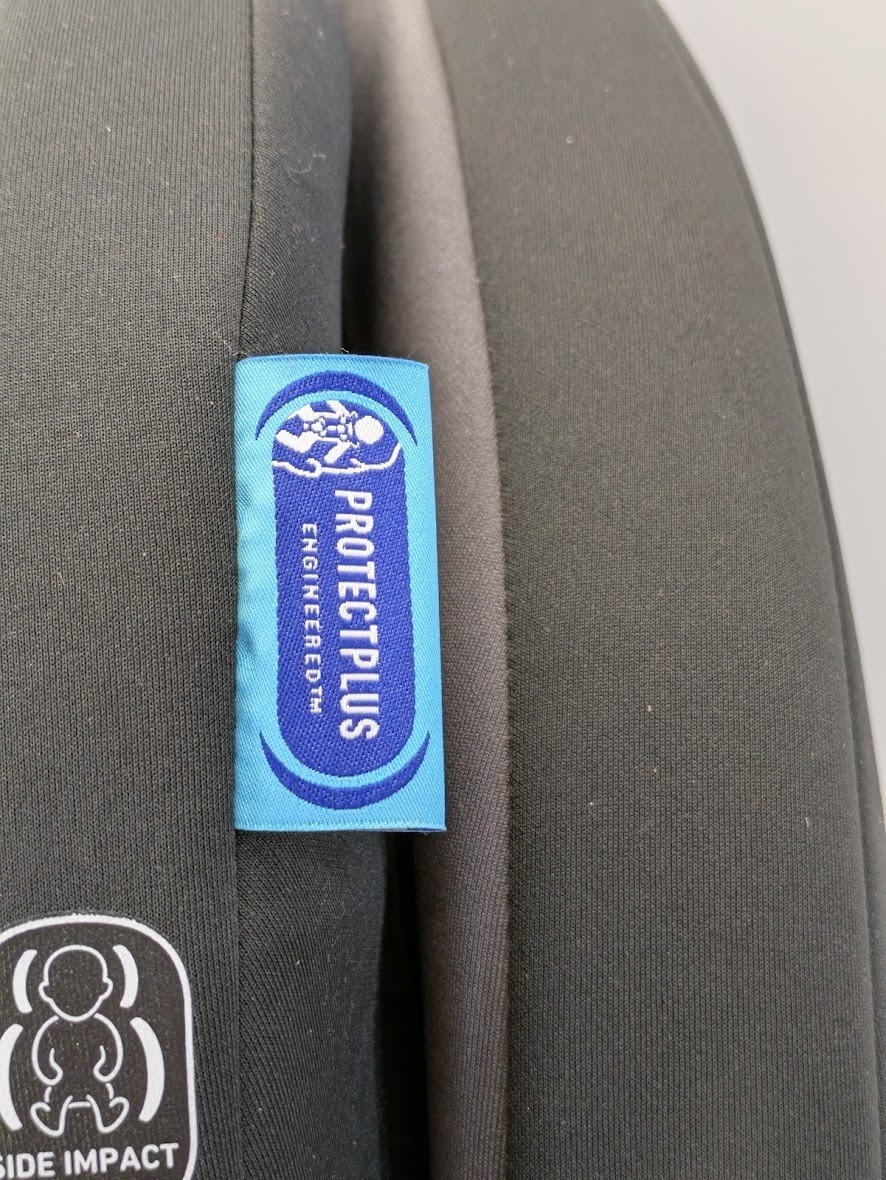 PROTECTPLUS
ENGINEERED™
SIDE IMPACT